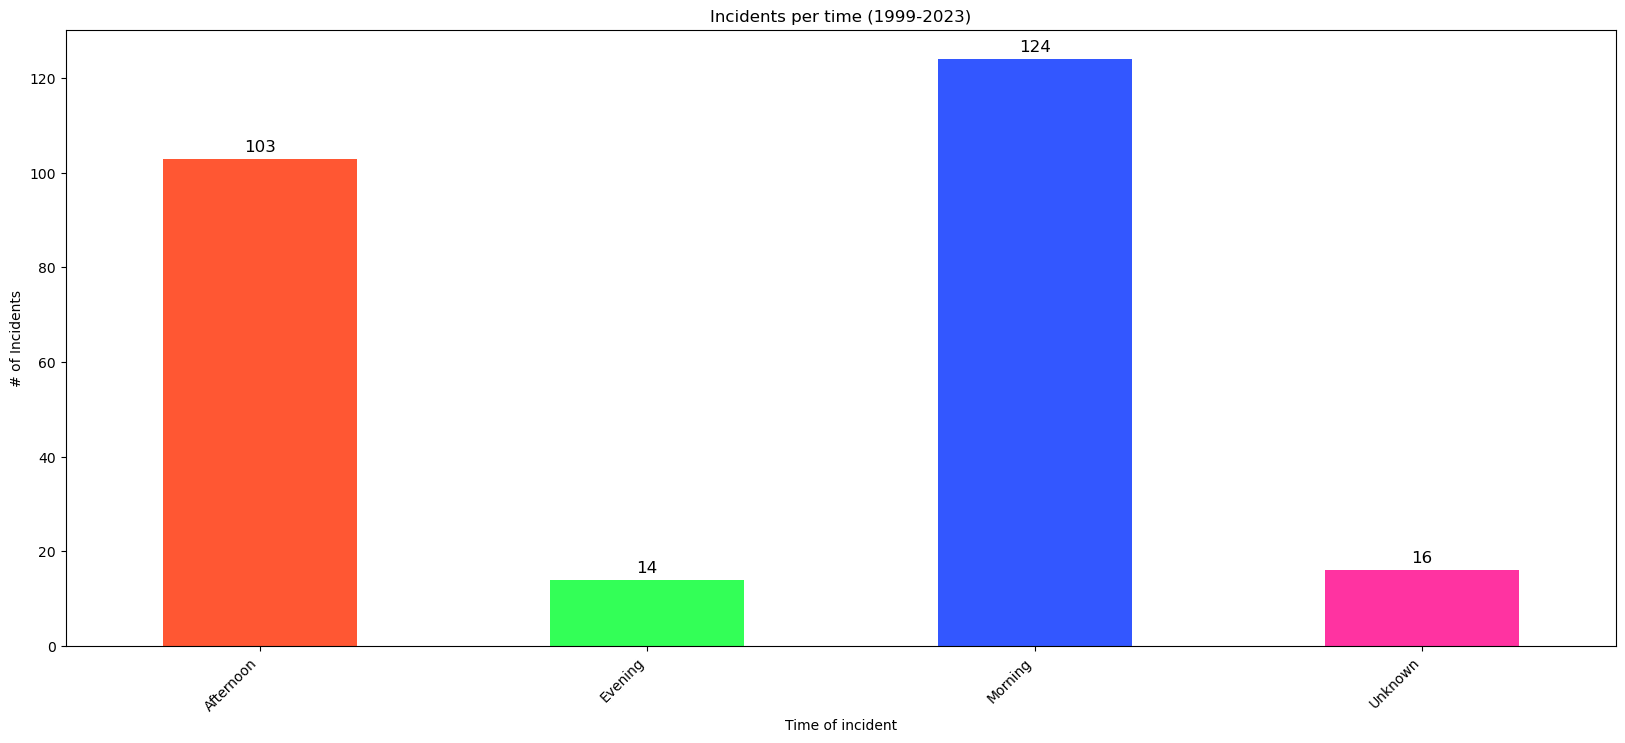 Incidents per time (1999-2023)
# of Incidents
120
100
80
60
40
20
0
103
14
124
16
Afternoon
Evening
Morning
Unknown
Time of incident